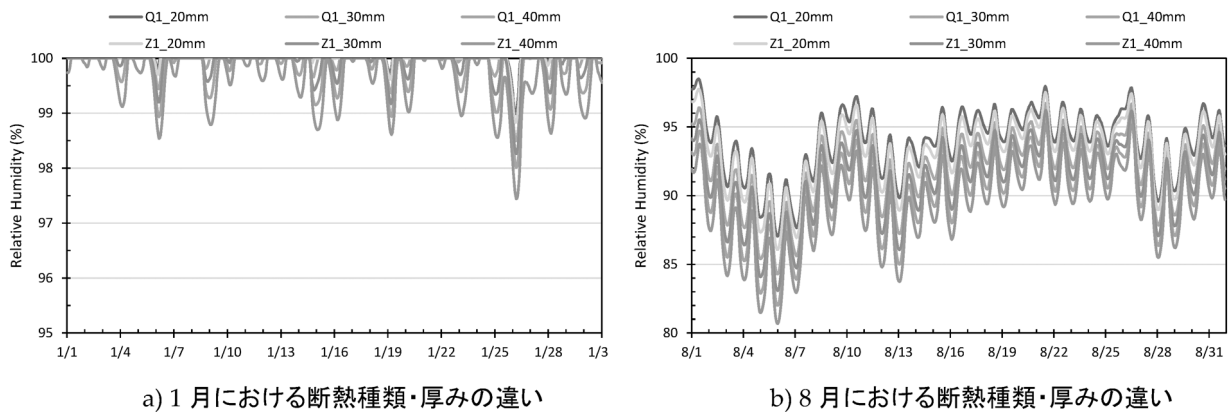 Q1_20mm Q1_30mm Q1_40mm
Z1_20mm Z1_30mm Z1_40mm
Relative Humidity (%)
100
99
98
97
96
95
1/1 1/4 1/7 1/10 1/13 1/16 1/19 1/22 1/25 1/28 1/3
a) 1 月における断熱種類・厚みの違い
Q1_20mm Q1_30mm Q1_40mm
Z1_20mm Z1_30mm Z1_40mm
Relative Humidity (%)
100
95
90
85
80
8/1 8/4 8/7 8/10 8/13 8/16 8/19 8/22 8/25 8/28 8/31
b) 8 月における断熱種類・厚みの違い